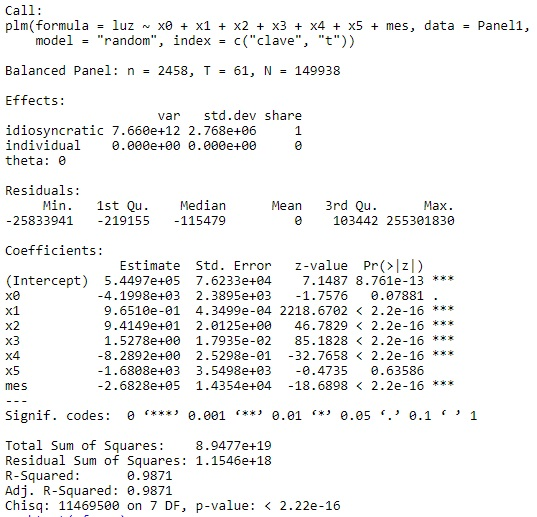 Call:
plm(formula = luz ~ x0 + x1 + x2 + x3 + x4 + x5 + mes, data = Panel1,
    model = "random", index = c("clave", "t"))

Balanced Panel: n = 2458, T = 61, N = 149938

Effects:
                    var   std.dev share
idiosyncratic 7.660e+12 2.768e+06     1
individual    0.000e+00 0.000e+00     0
theta: 0

Residuals:
     Min.   1st Qu.    Median      Mean   3rd Qu.      Max.
-25833941   -219155   -115479         0    103442 255301830

Coefficients:
               Estimate  Std. Error   z-value  Pr(>|z|)
(Intercept)  5.4497e+05  7.6233e+04    7.1487 8.761e-13 ***
x0          -4.1998e+03  2.3895e+03   -1.7576   0.07881 .
x1           9.6510e-01  4.3499e-04 2218.6702 < 2.2e-16 ***
x2           9.4149e+01  2.0125e+00   46.7829 < 2.2e-16 ***
x3           1.5278e+00  1.7935e-02   85.1828 < 2.2e-16 ***
x4          -8.2892e+00  2.5298e-01  -32.7658 < 2.2e-16 ***
x5          -1.6808e+03  3.5498e+03   -0.4735   0.63586
mes         -2.6828e+05  1.4354e+04  -18.6898 < 2.2e-16 ***
---
Signif. codes:  0 ‘***’ 0.001 ‘**’ 0.01 ‘*’ 0.05 ‘.’ 0.1 ‘ ’ 1

Total Sum of Squares:    8.9477e+19
Residual Sum of Squares: 1.1546e+18
R-Squared:      0.9871
Adj. R-Squared: 0.9871
Chisq: 11469500 on 7 DF, p-value: < 2.22e-16